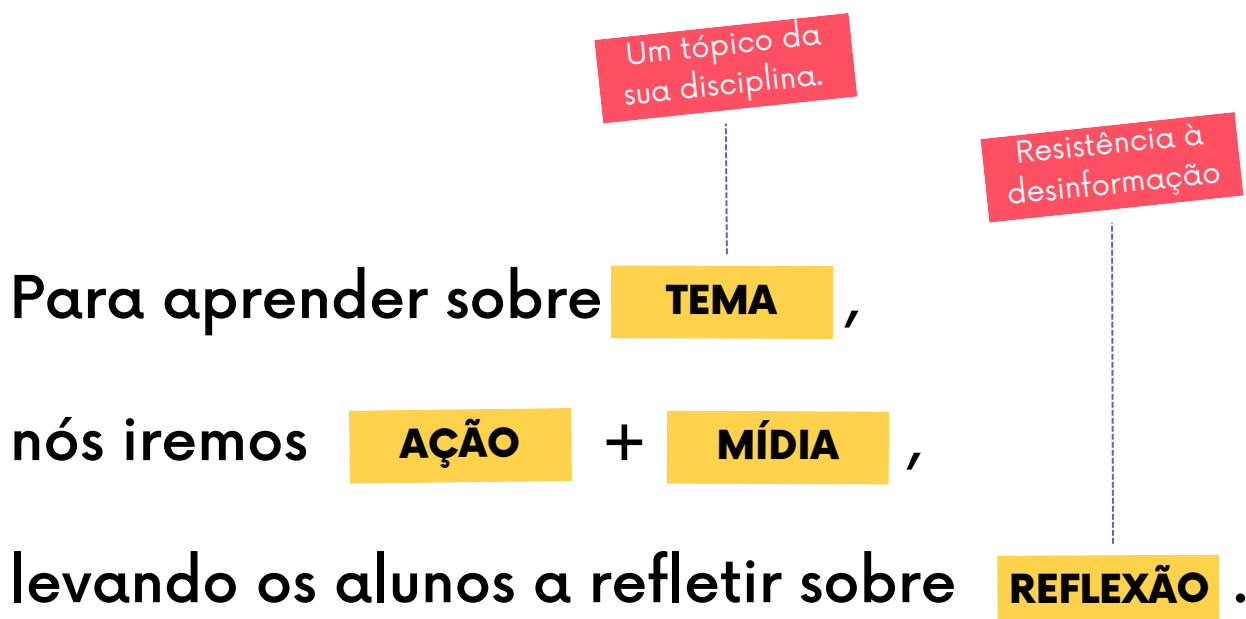 Um tópico da
sua disciplina.
Resistência à
desinformação
Para aprender sobre TEMA ,
nós iremos AÇÃO + MÍDIA ,
levando os alunos a refletir sobre REFLEXÃO .